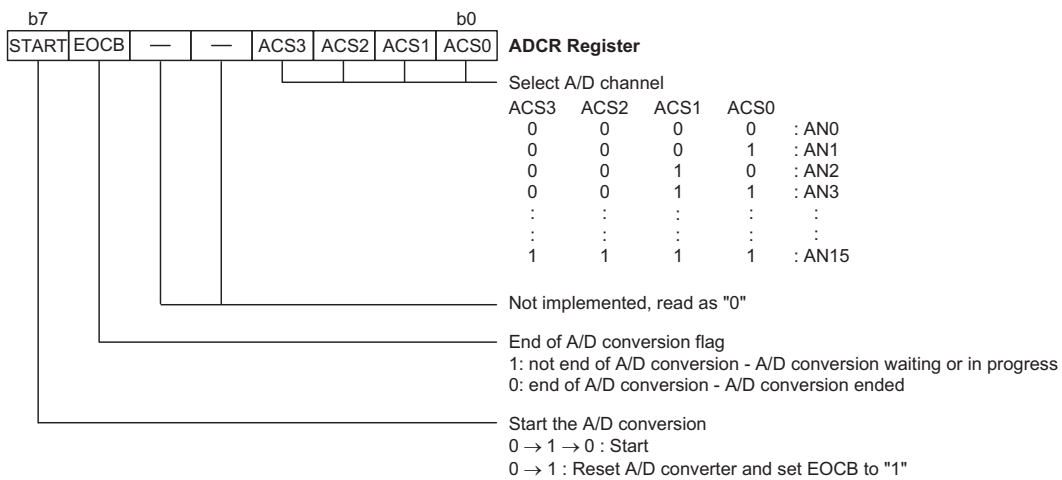 b7 b0
START EOCB — — ACS3 ACS2 ACS1 ACS0 ADCR Register
Select A/D channel
ACS3 ACS2 ACS1 ACS0
0 0 0 0 : AN0
0 0 0 1 : AN1
0 0 1 0 : AN2
0 0 1 1 : AN3
: : : : :
: : : : :
1 1 1 1 : AN15
Not implemented, read as "0"
End of A/D conversion flag
1: not end of A/D conversion - A/D conversion waiting or in progress
0: end of A/D conversion - A/D conversion ended
Start the A/D conversion
0 → 1 → 0 : Start
0 → 1 : Reset A/D converter and set EOCB to "1"